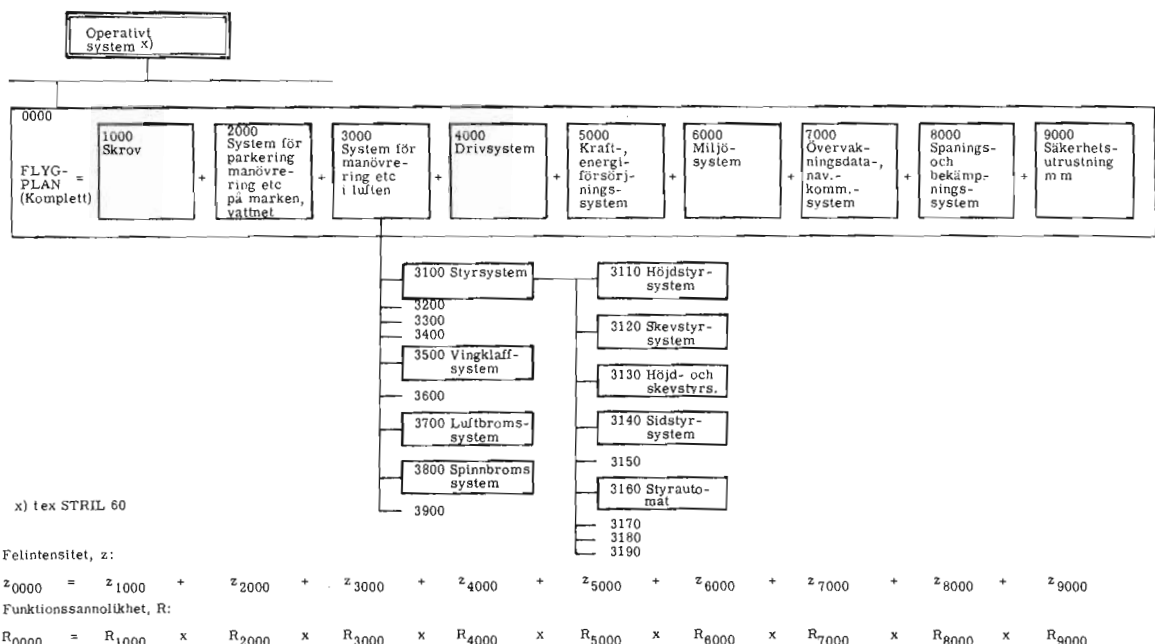 Operativt
system x)
0000
FLYG-
PLAN =
(Komplett)
1000
Skrov
+
2000
System för
parkering
manövre-
ring etc
på marken,
vattnet
+
3000
System för
manövre-
ring etc
i luften
+
4000
Drivsystem
+
5000
Kraft-,
energi-
försörj-
nings-
system
+
6000
Miljö-
system
+
7000
Övervak-
ningsdata-,
nav.-
komm.-
system
+
8000
Spanings-
och
bekämp-
nings-
system
+
9000
Säkerhets-
utrustning
m m
3100 Styrsystem
3200
3300
3400
3500 Vingklaff-
system
3600
3700 Luftbroms-
system
3800 Spinnbroms
system
3900
3110 Höjdstyr-
system
3120 Skevstyr-
system
3130 Höjd- och
skevstyrs.
3140 Sidstyr-
system
3150
3160 Styrauto-
mat
3170
3180
3190
x) tex STRIL 60
Felintensitet, z:
z0000 = z1000 + z2000 + z3000 + z4000 + z5000 + z6000 + z7000 + z8000 + z9000
Funktionssannolikhet, R:
R0000 = R1000 x R2000 x R3000 x R4000 x R5000 x R6000 x R7000 x R8000 x R9000